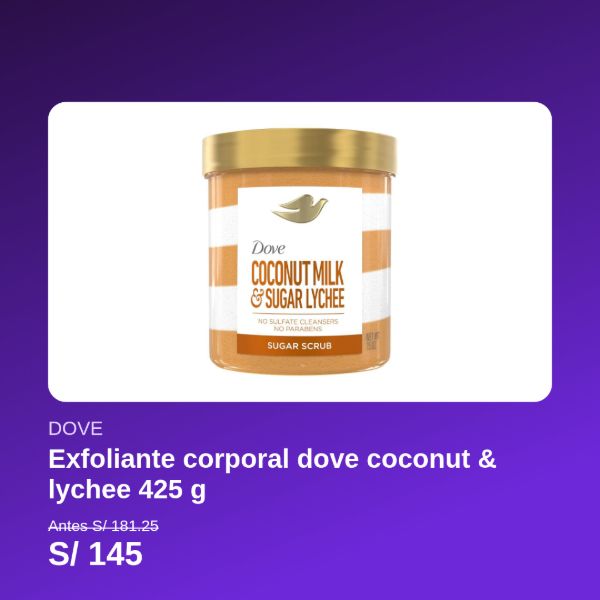 Dove
COCONUT MILK
& SUGAR LYCHEE
NO SULFATE CLEANSERS
NO PARABENS
SUGAR SCRUB
DOVE
Exfoliante corporal dove coconut &
lychee 425 g
Antes S/ 181.25
S/ 145